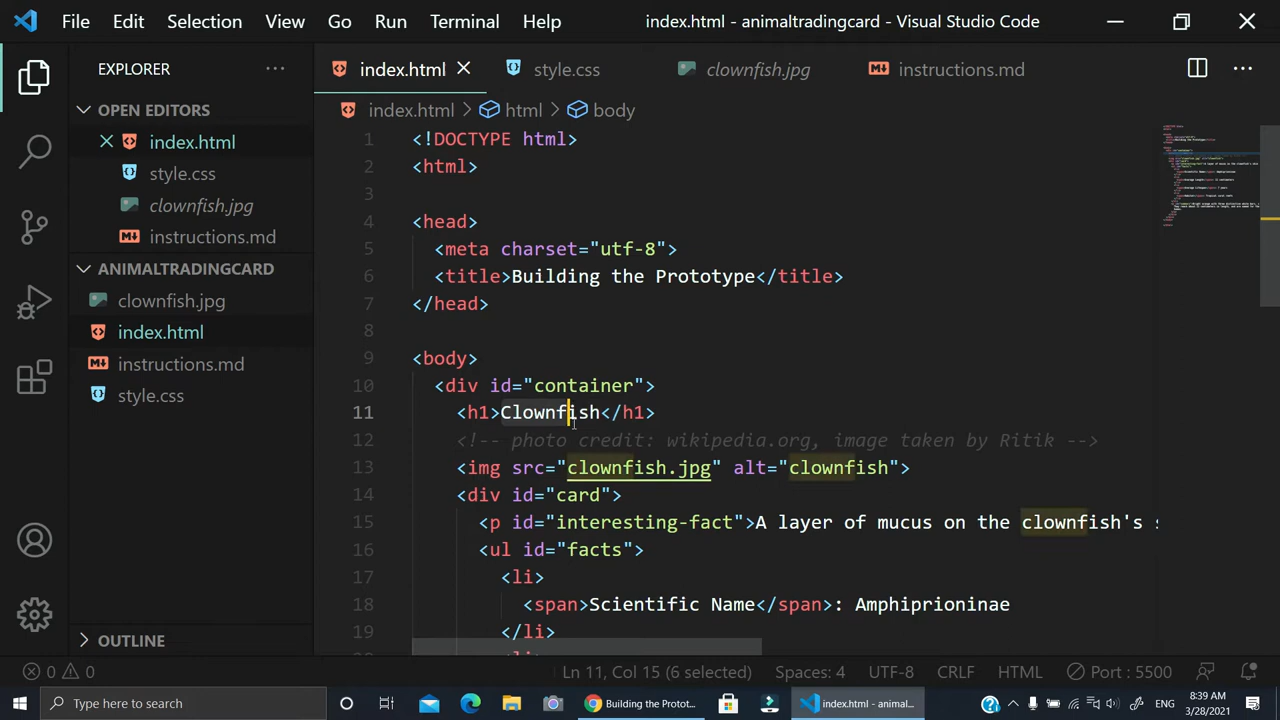 File Edit Selection View Go Run Terminal Help index.html - animaltradingcard - Visual Studio Code
EXPLORER
index.html style.css clownfish.jpg instructions.md
OPEN EDITORS
index.html
style.css
clownfish.jpg
instructions.md
ANIMALTRADINGCARD
clownfish.jpg
index.html
instructions.md
style.css
OUTLINE
index.html > html > body
1 <!DOCTYPE html>
2 <html>
3
4 <head>
5 <meta charset="utf-8">
6 <title>Building the Prototype</title>
7 </head>
8
9 <body>
10 <div id="container">
11 <h1>Clownfish</h1>
12 <!-- photo credit: wikipedia.org, image taken by Ritik -->
13 <img src="clownfish.jpg" alt="clownfish">
14 <div id="card">
15 <p id="interesting-fact">A layer of mucus on the clownfish's s
16 <ul id="facts">
17 <li>
18 <span>Scientific Name</span>: Amphiprioninae
19 </li>
0 0 Ln 11, Col 15 (6 selected) Spaces: 4 UTF-8 CRLF HTML Port : 5500
Type here to search Building the Protot... index.html - animal... ENG 8:39 AM
3/28/2021